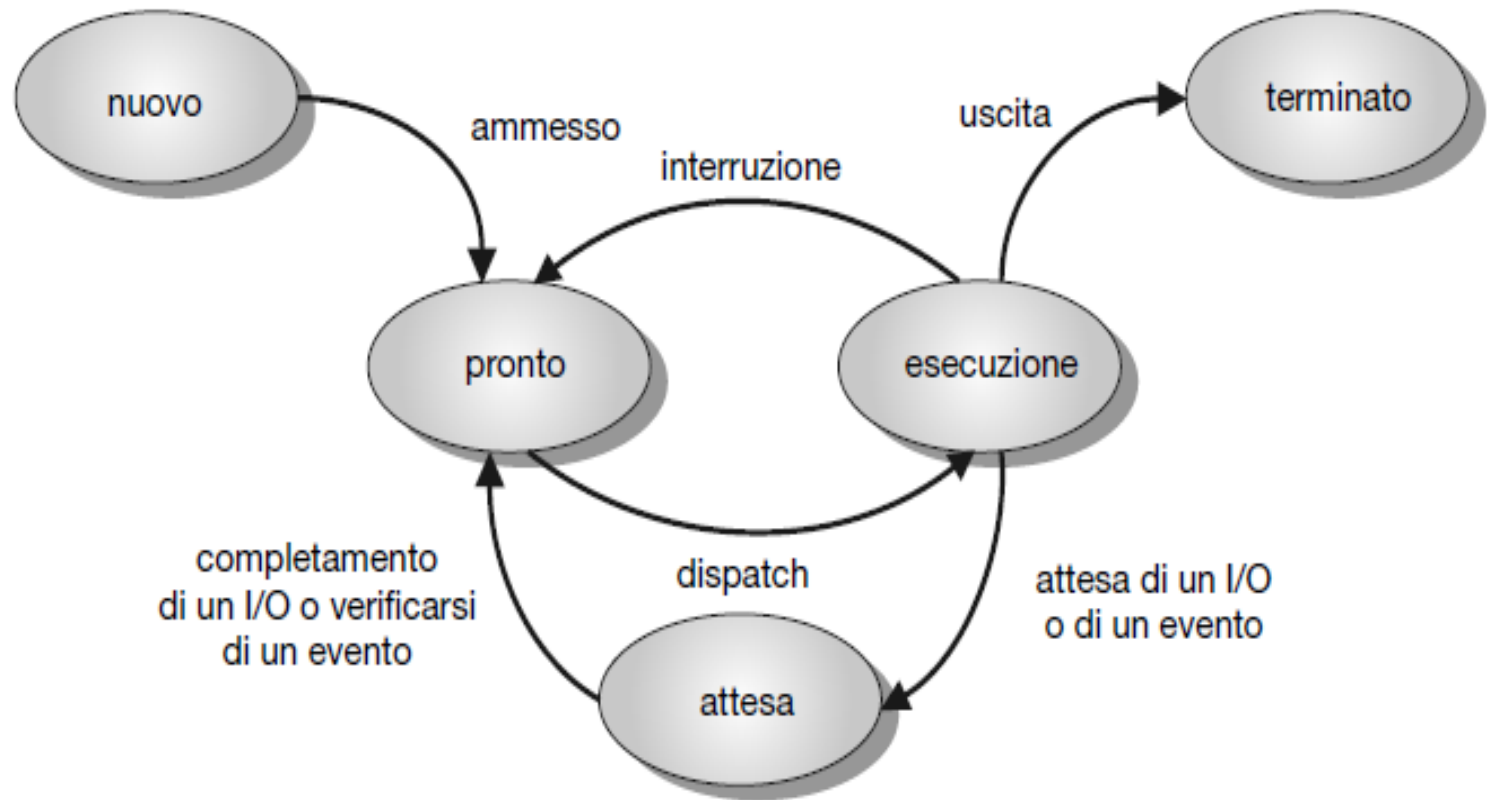 nuovo
ammesso
interruzione
uscita
terminato
pronto
esecuzione
completamento
di un I/O o verificarsi
di un evento
dispatch
attesa di un I/O
o di un evento
attesa